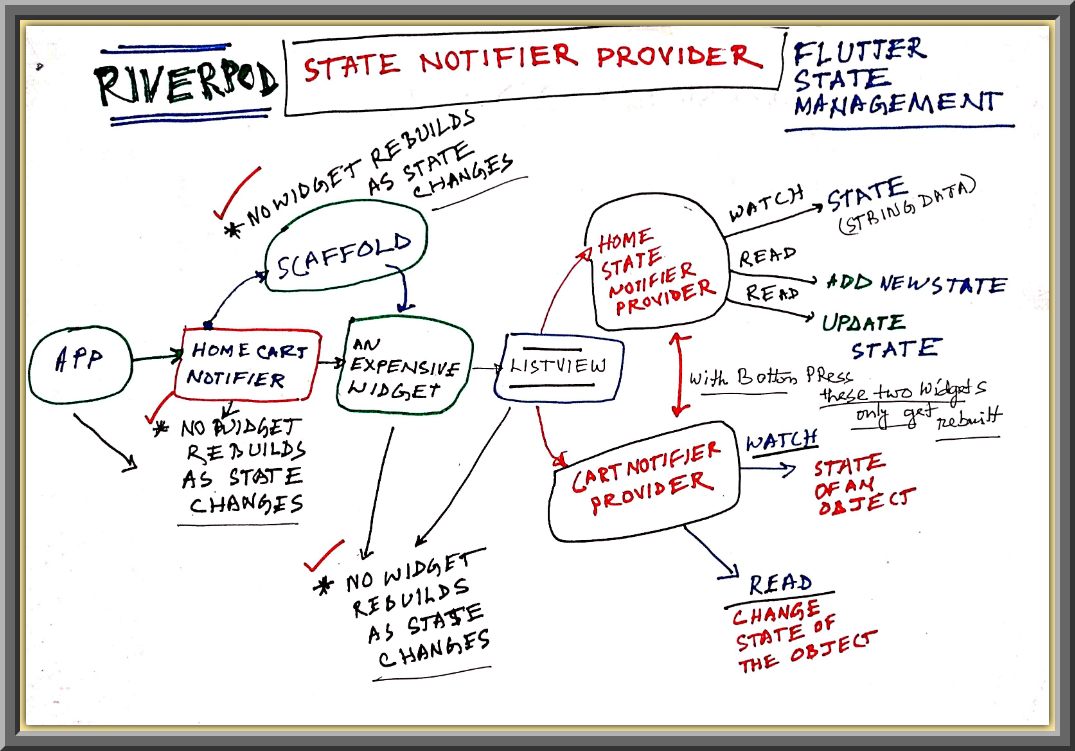 RIVERPOD
STATE NOTIFIER PROVIDER
FLUTTER
STATE
MANAGEMENT
* NO WIDGET REBUILDS
AS STATE
CHANGES
SCAFFOLD
APP
HOME CART
NOTIFIER
* NO WIDGET
REBUILDS
AS STATE
CHANGES
AN
EXPENSIVE
WIDGET
LISTVIEW
* NO WIDGET
REBUILDS
AS STATE
CHANGES
HOME
STATE
NOTIFIER
PROVIDER
WATCH
STATE
(STRING DATA)
READ
ADD NEW STATE
READ
UPDATE
STATE
with Botton PRess
these two widgets
only get
rebuilt
CART NOTIFIER
PROVIDER
WATCH
STATE
OF AN
OBJECT
READ
CHANGE
STATE OF
THE OBJECT